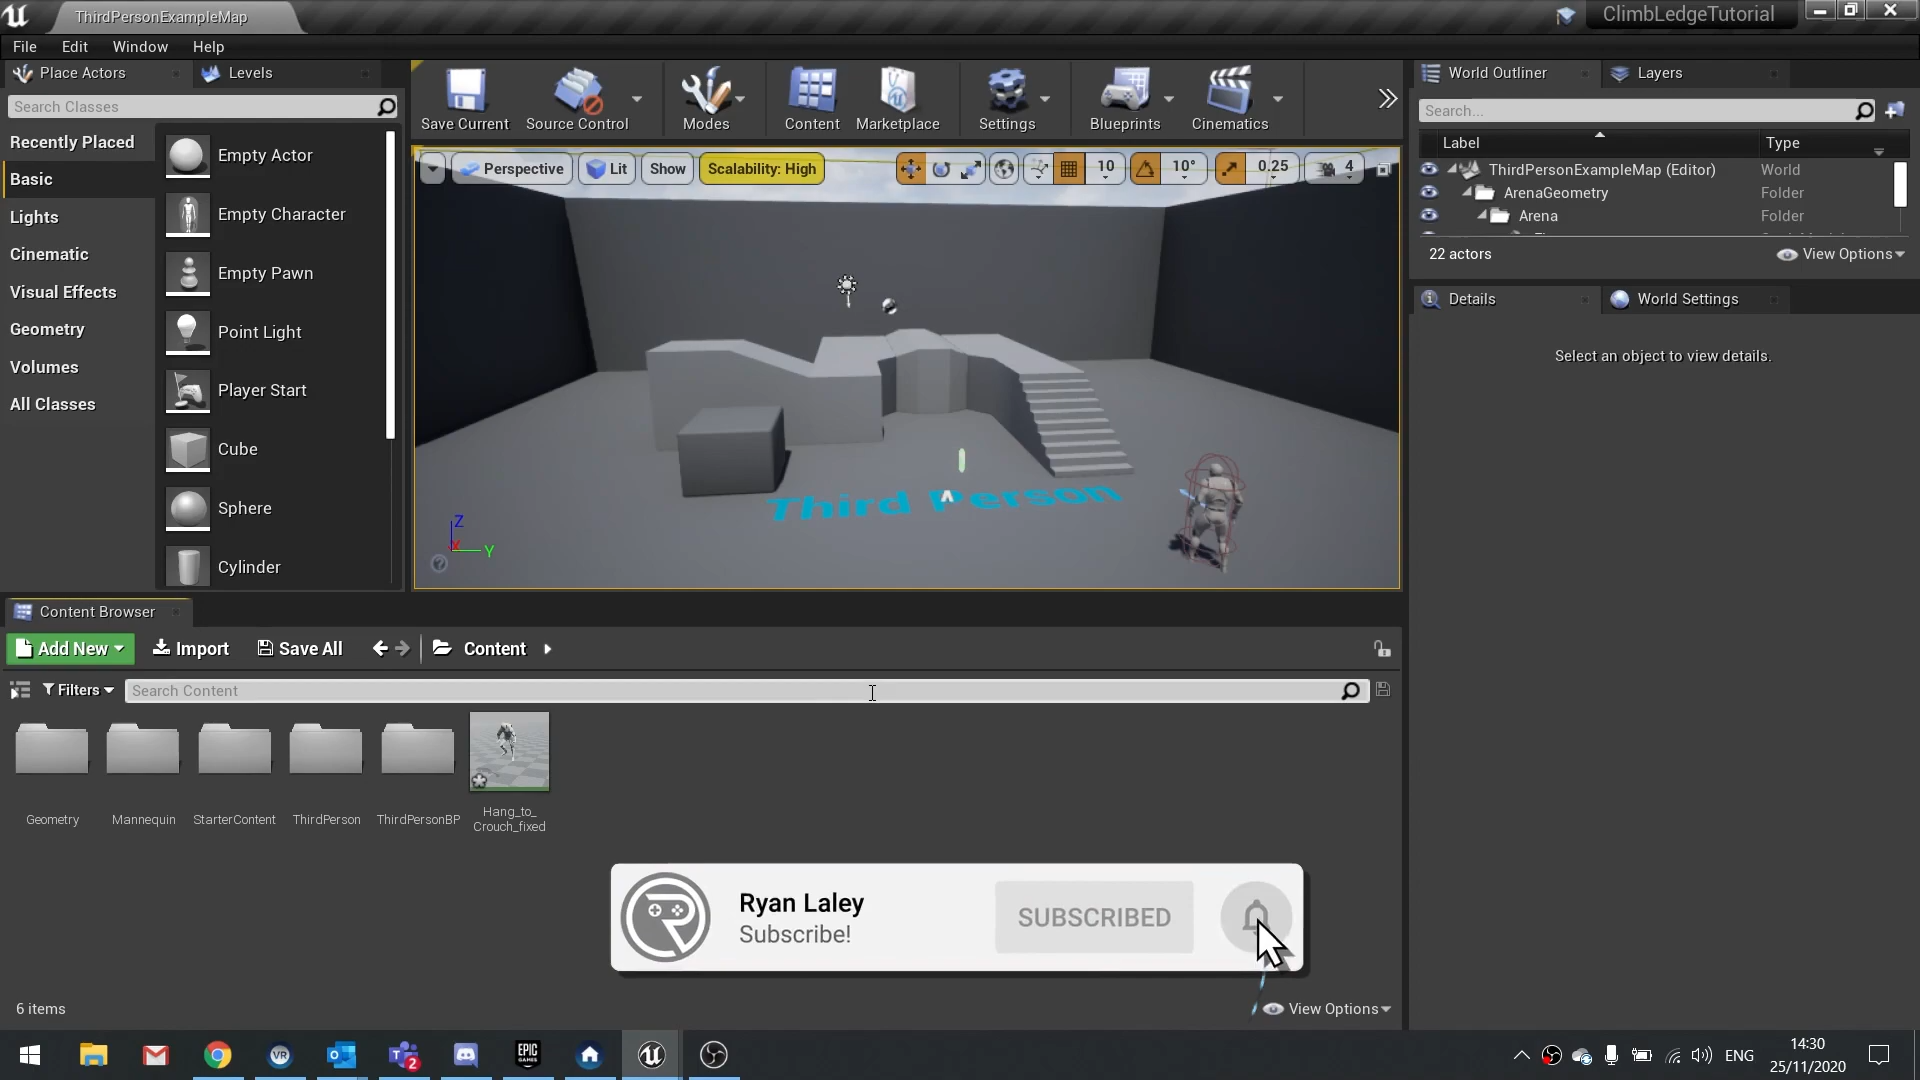 ThirdPersonExampleMap
ClimbLedgeTutorial
File Edit Window Help
Place Actors
Levels
Search Classes
Recently Placed
Basic
Lights
Cinematic
Visual Effects
Geometry
Volumes
All Classes
Empty Actor
Empty Character
Empty Pawn
Point Light
Player Start
Cube
Sphere
Cylinder
Save Current
Source Control
Modes
Content
Marketplace
Settings
Blueprints
Cinematics
Perspective
Lit
Show
Scalability: High
10
10°
0.25
4
Third Person
Z
X
Y
World Outliner
Layers
Search...
Label
Type
ThirdPersonExampleMap (Editor) World
ArenaGeometry Folder
Arena Folder
22 actors
View Options
Details
World Settings
Select an object to view details.
Content Browser
Add New
Import
Save All
Content
Filters
Search Content
Geometry
Mannequin
StarterContent
ThirdPerson
ThirdPersonBP
Hang_to_
Crouch_fixed
Ryan Laley
Subscribe!
SUBSCRIBED
6 items
View Options
VR
2
EPIC
GAMES
ENG
14:30
25/11/2020